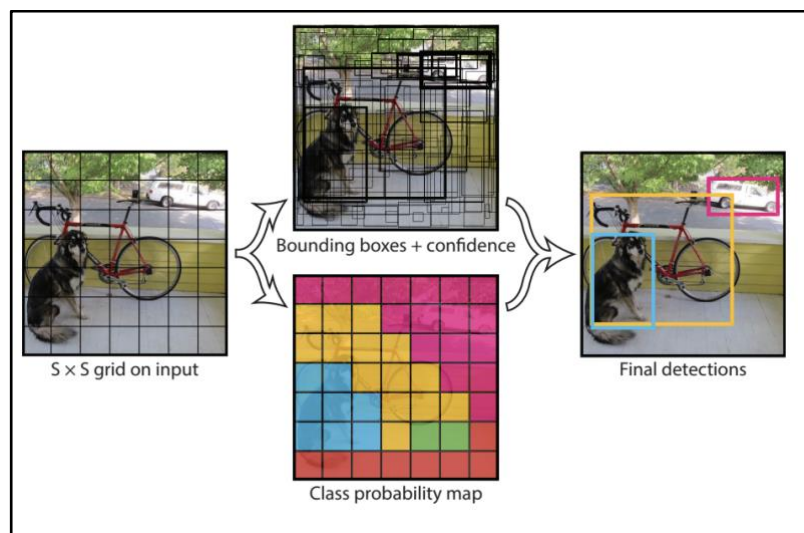 S × S grid on input
Bounding boxes + confidence
Class probability map
Final detections